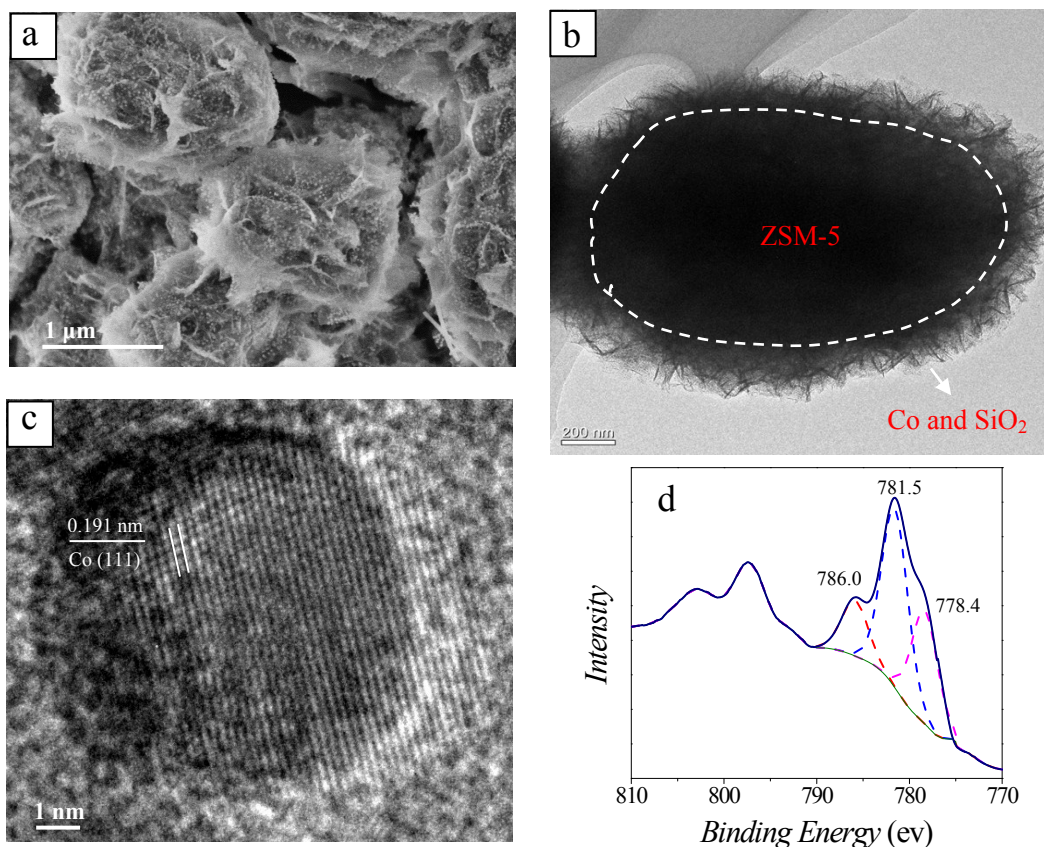 a
1 μm
b
ZSM-5
Co and SiO₂
200 nm
c
0.191 nm
Co (111)
1 nm
d
781.5
786.0
778.4
Intensity
810 800 790 780 770
Binding Energy (ev)